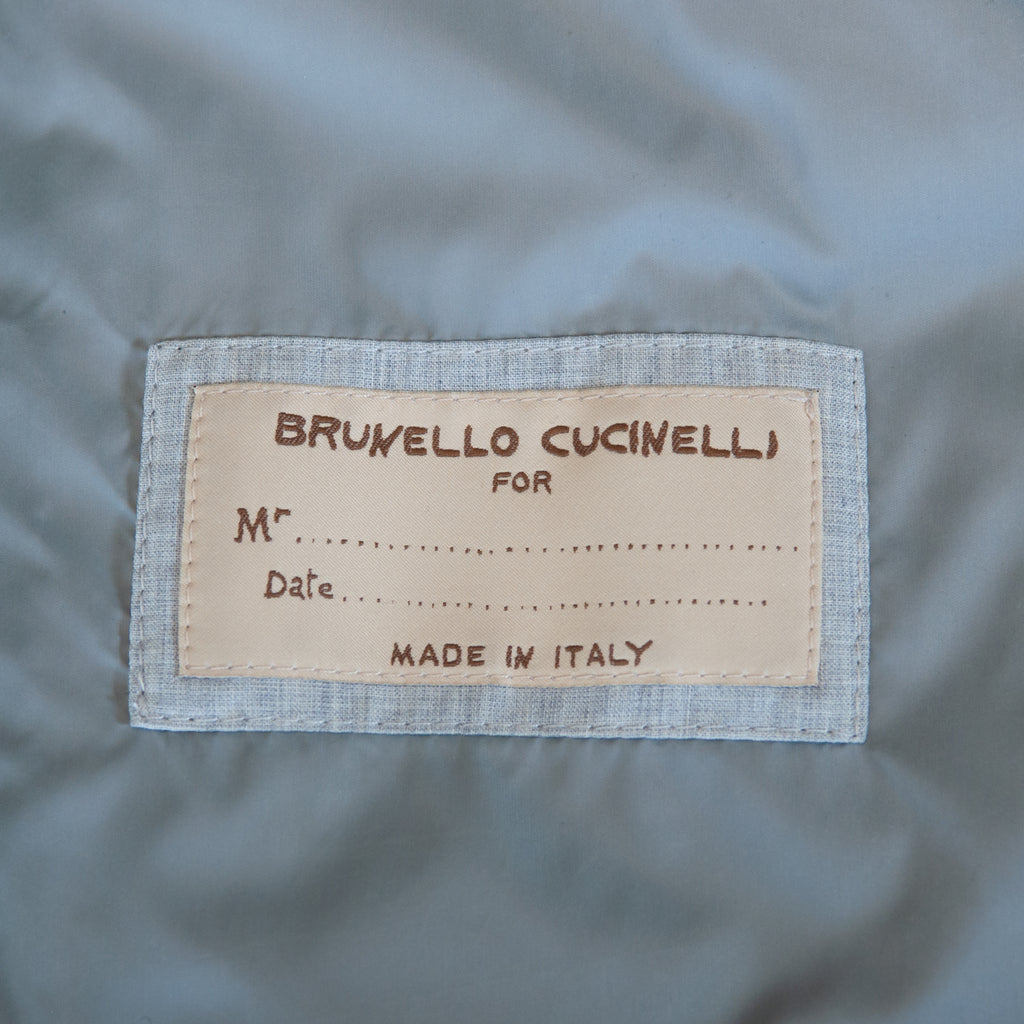 BRUNELLO CUCINELLI
FOR
Mr........................................
Date........................................
MADE IN ITALY